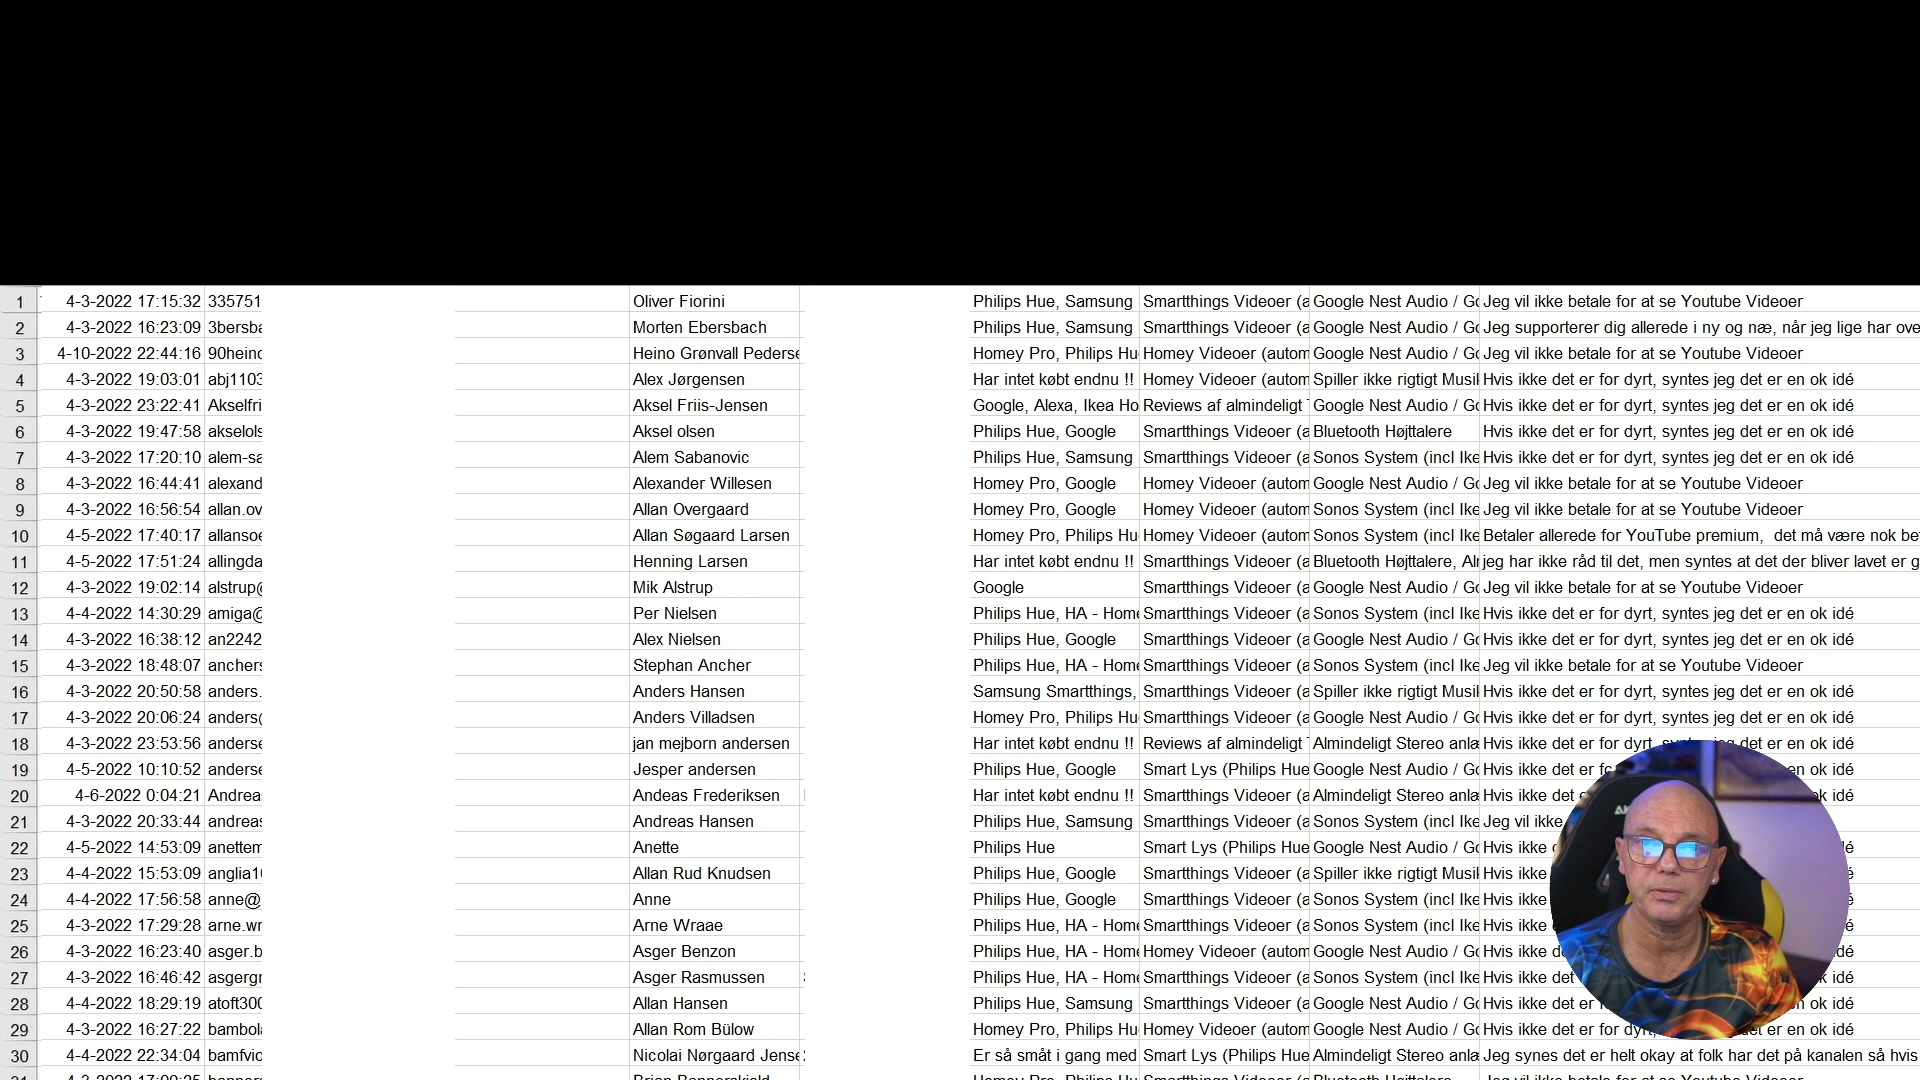 1 4-3-2022 17:15:32 335751 Oliver Fiorini Philips Hue, Samsung Smartthings Videoer (a Google Nest Audio / Go Jeg vil ikke betale for at se Youtube Videoer
2 4-3-2022 16:23:09 3bersba Morten Ebersbach Philips Hue, Samsung Smartthings Videoer (a Google Nest Audio / Go Jeg supporterer dig allerede i ny og næ, når jeg lige har ove
3 4-10-2022 22:44:16 90heino Heino Grønvall Pederse Homey Pro, Philips Hu Homey Videoer (autom Google Nest Audio / Go Jeg vil ikke betale for at se Youtube Videoer
4 4-3-2022 19:03:01 abj1103 Alex Jørgensen Har intet købt endnu !! Homey Videoer (autom Spiller ikke rigtigt Musik Hvis ikke det er for dyrt, syntes jeg det er en ok idé
5 4-3-2022 23:22:41 Akselfri Aksel Friis-Jensen Google, Alexa, Ikea Ho Reviews af almindeligt Google Nest Audio / Go Hvis ikke det er for dyrt, syntes jeg det er en ok idé
6 4-3-2022 19:47:58 akselols Aksel olsen Philips Hue, Google Smartthings Videoer (a Bluetooth Højttalere Hvis ikke det er for dyrt, syntes jeg det er en ok idé
7 4-3-2022 17:20:10 alem-sa Alem Sabanovic Philips Hue, Samsung Smartthings Videoer (a Sonos System (incl Ike Hvis ikke det er for dyrt, syntes jeg det er en ok idé
8 4-3-2022 16:44:41 alexand Alexander Willesen Homey Pro, Google Homey Videoer (autom Google Nest Audio / Go Jeg vil ikke betale for at se Youtube Videoer
9 4-3-2022 16:56:54 allan.ov Allan Overgaard Homey Pro, Google Homey Videoer (autom Sonos System (incl Ike Jeg vil ikke betale for at se Youtube Videoer
10 4-5-2022 17:40:17 allansoe Allan Søgaard Larsen Homey Pro, Philips Hu Homey Videoer (autom Sonos System (incl Ike Betaler allerede for YouTube premium, det må være nok be
11 4-5-2022 17:51:24 allingda Henning Larsen Har intet købt endnu !! Smartthings Videoer (a Bluetooth Højttalere, Al jeg har ikke råd til det, men syntes at det der bliver lavet er g
12 4-3-2022 19:02:14 alstrup@ Mik Alstrup Google Smartthings Videoer (a Google Nest Audio / Go Jeg vil ikke betale for at se Youtube Videoer
13 4-4-2022 14:30:29 amiga@ Per Nielsen Philips Hue, HA - Home Smartthings Videoer (a Sonos System (incl Ike Hvis ikke det er for dyrt, syntes jeg det er en ok idé
14 4-3-2022 16:38:12 an2242 Alex Nielsen Philips Hue, Google Smartthings Videoer (a Google Nest Audio / Go Hvis ikke det er for dyrt, syntes jeg det er en ok idé
15 4-3-2022 18:48:07 anchers Stephan Ancher Philips Hue, HA - Home Smartthings Videoer (a Sonos System (incl Ike Jeg vil ikke betale for at se Youtube Videoer
16 4-3-2022 20:50:58 anders. Anders Hansen Samsung Smartthings, Smartthings Videoer (a Spiller ikke rigtigt Musik Hvis ikke det er for dyrt, syntes jeg det er en ok idé
17 4-3-2022 20:06:24 anders@ Anders Villadsen Homey Pro, Philips Hu Smartthings Videoer (a Google Nest Audio / Go Hvis ikke det er for dyrt, syntes jeg det er en ok idé
18 4-3-2022 23:53:56 anderse jan mejborn andersen Har intet købt endnu !! Reviews af almindeligt Almindeligt Stereo anlæ Hvis ikke det er for dyrt, syntes jeg det er en ok idé
19 4-5-2022 10:10:52 anderse Jesper andersen Philips Hue, Google Smart Lys (Philips Hue Google Nest Audio / Go Hvis ikke det er en ok idé
20 4-6-2022 0:04:21 Andrea Andeas Frederiksen Har intet købt endnu !! Smartthings Videoer (a Almindeligt Stereo anlæ Hvis ikke det ok idé
21 4-3-2022 20:33:44 andreas Andreas Hansen Philips Hue, Samsung Smartthings Videoer (a Sonos System (incl Ike Jeg vil ikke
22 4-5-2022 14:53:09 anettem Anette Philips Hue Smart Lys (Philips Hue Google Nest Audio / Go Hvis ikke
23 4-4-2022 15:53:09 anglia1 Allan Rud Knudsen Philips Hue, Google Smartthings Videoer (a Spiller ikke rigtigt Musik Hvis ikke
24 4-4-2022 17:56:58 anne@ Anne Philips Hue, Google Smartthings Videoer (a Sonos System (incl Ike Hvis ikke
25 4-3-2022 17:29:28 arne.wr Arne Wraae Philips Hue, HA - Home Smartthings Videoer (a Sonos System (incl Ike Hvis ikke
26 4-3-2022 16:23:40 asger.b Asger Benzon Philips Hue, HA - Home Homey Videoer (autom Google Nest Audio / Go Hvis ikke
27 4-3-2022 16:46:42 asgergr Asger Rasmussen Philips Hue, HA - Home Smartthings Videoer (a Sonos System (incl Ike Hvis ikke
28 4-4-2022 18:29:19 atoft300 Allan Hansen Philips Hue, Samsung Smartthings Videoer (a Google Nest Audio / Go Hvis ikke det er ok idé
29 4-3-2022 16:27:22 bambola Allan Rom Bülow Homey Pro, Philips Hu Smartthings Videoer (a Google Nest Audio / Go Hvis ikke det er for er en ok idé
30 4-4-2022 22:34:04 bamfvio Nicolai Nørgaard Jense Er så småt i gang med Smart Lys (Philips Hue Almindeligt Stereo anlæ Jeg synes det er helt okay at folk har det på kanalen så hvis